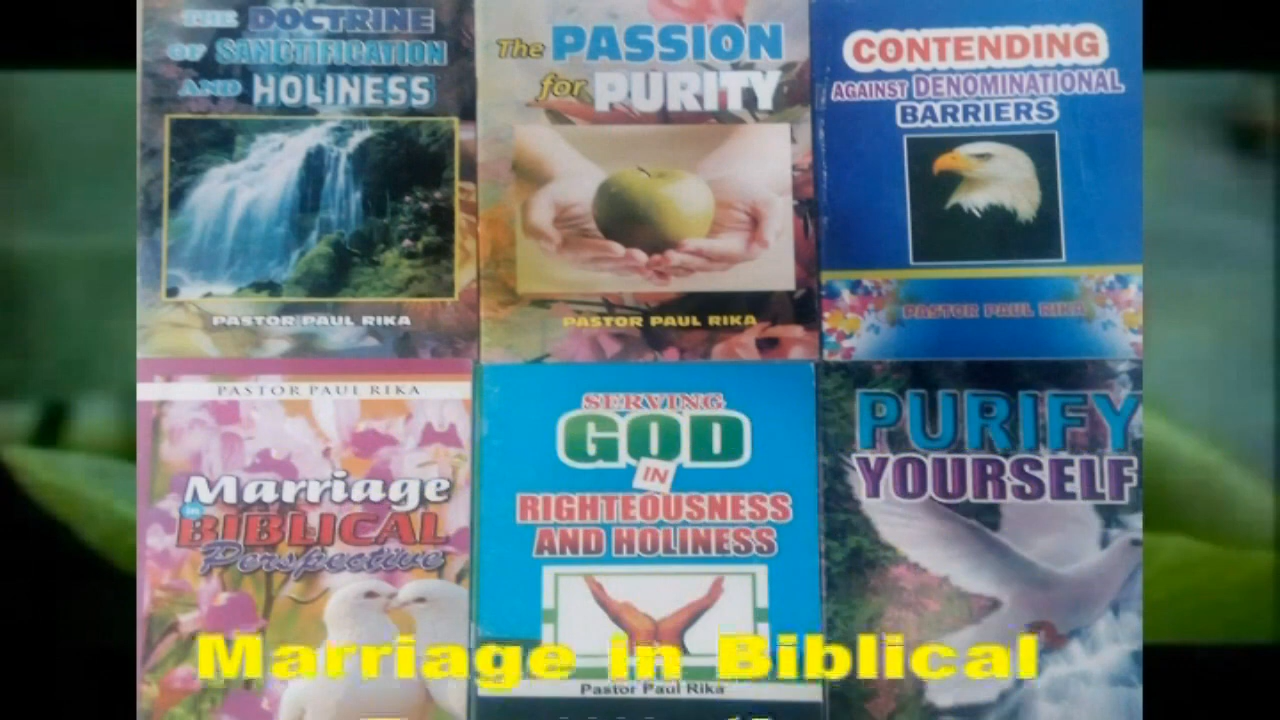 THE DOCTRINE
OF SANCTIFICATION
AND HOLINESS
PASTOR PAUL RIKA
The PASSION
for PURITY
PASTOR PAUL RIKA
CONTENDING
AGAINST DENOMINATIONAL
BARRIERS
PASTOR PAUL RIKA
PASTOR PAUL RIKA
Marriage
in
BIBLICAL
Perspective
SERVING
GOD
IN
RIGHTEOUSNESS
AND HOLINESS
Pastor Paul Rika
PURIFY
YOURSELF
Marriage in Biblical